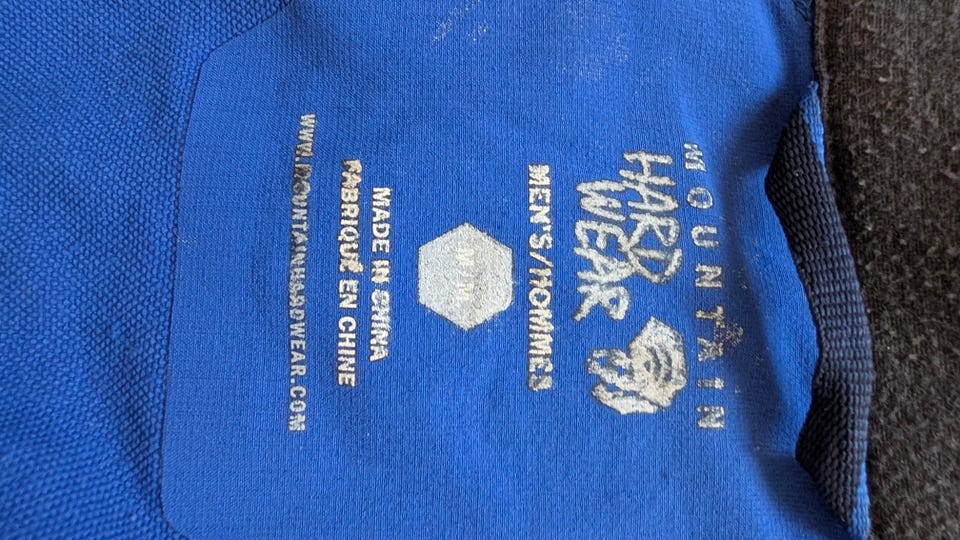 MOUNTAIN
HARD
WEAR
MEN'S/HOMMES
M/M
MADE IN CHINA
FABRIQUÉ EN CHINE
WWW.MOUNTAINHARDWEAR.COM